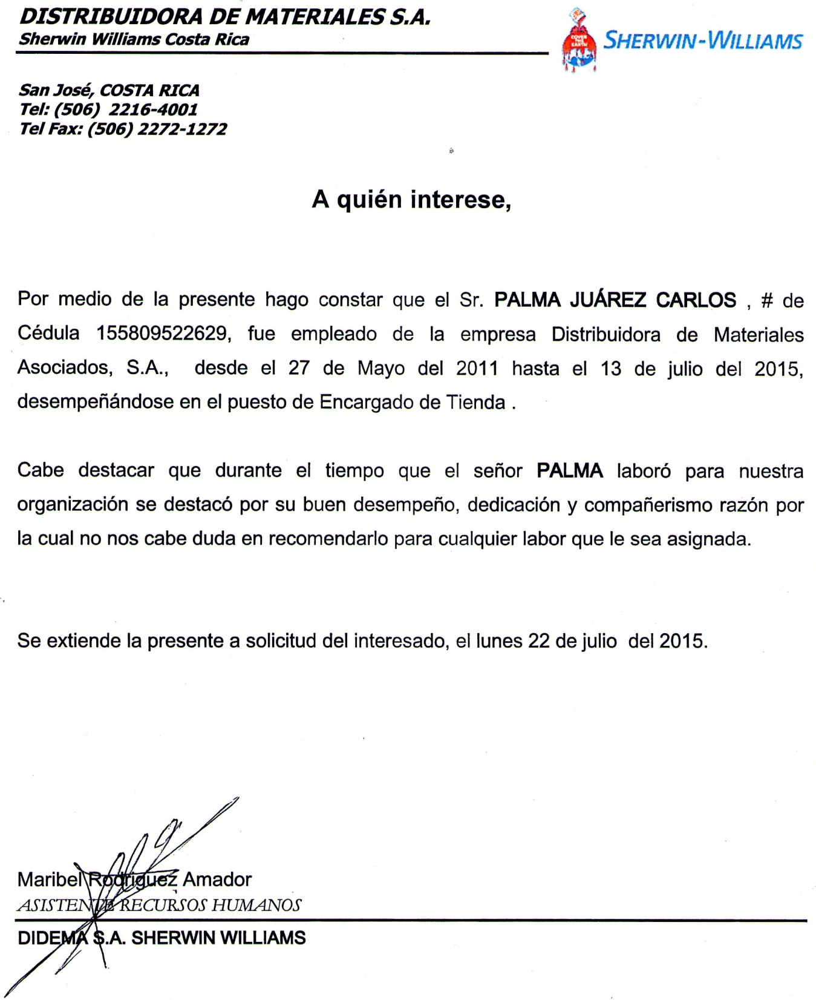 DISTRIBUIDORA DE MATERIALES S.A.
Sherwin Williams Costa Rica
COVER
THE
EARTH
SHERWIN-WILLIAMS
San José, COSTA RICA
Tel: (506)  2216-4001
Tel Fax: (506) 2272-1272
A quién interese,
Por medio de la presente hago constar que el Sr. PALMA JUÁREZ CARLOS , # de
Cédula 155809522629, fue empleado de la empresa Distribuidora de Materiales
Asociados, S.A.,  desde el 27 de Mayo del 2011 hasta el 13 de julio del 2015,
desempeñándose en el puesto de Encargado de Tienda .
Cabe destacar que durante el tiempo que el señor PALMA laboró para nuestra
organización se destacó por su buen desempeño, dedicación y compañerismo razón por
la cual no nos cabe duda en recomendarlo para cualquier labor que le sea asignada.
Se extiende la presente a solicitud del interesado, el lunes 22 de julio  del 2015.
Maribel Rodriguez Amador
ASISTENTE RECURSOS HUMANOS
DIDEMA S.A. SHERWIN WILLIAMS